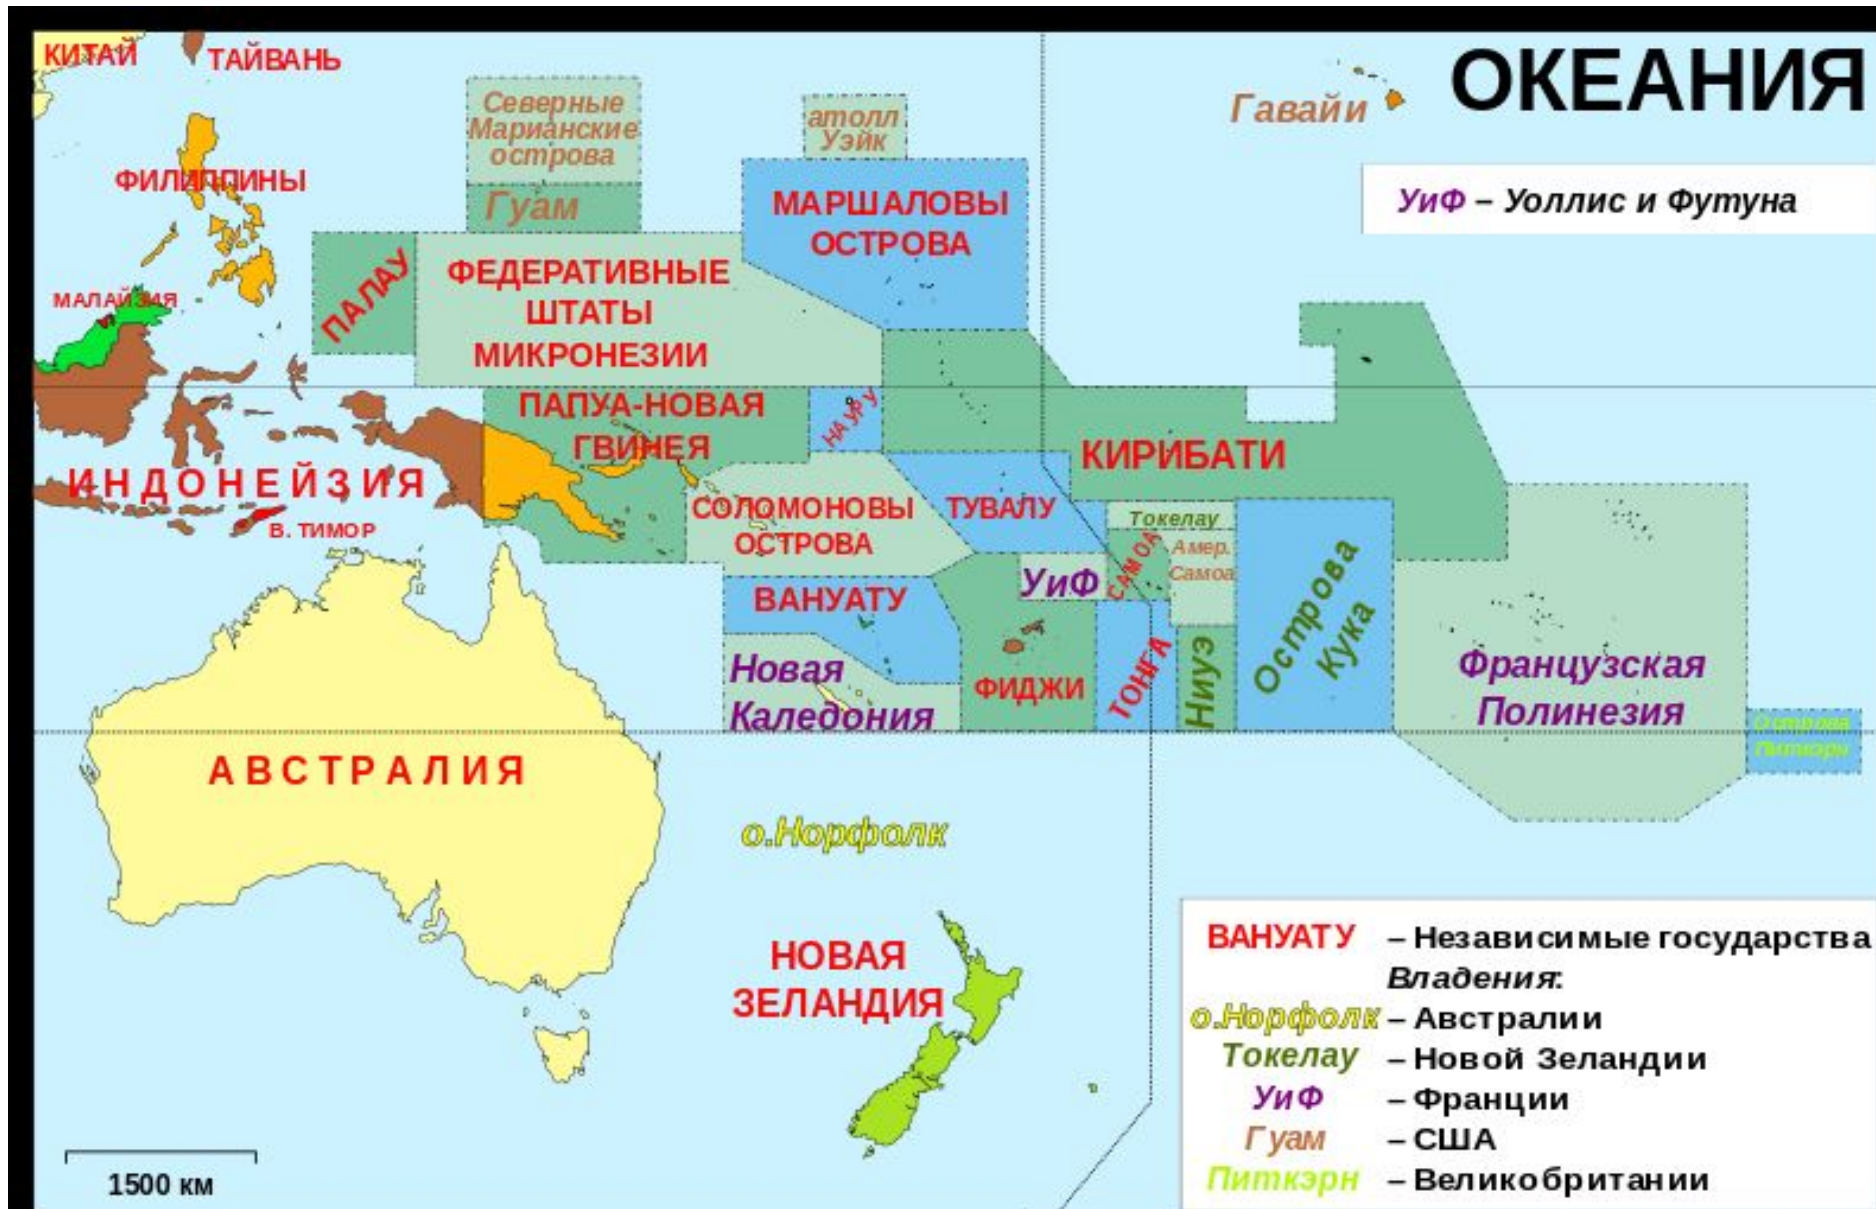 КИТАЙ
ТАЙВАНЬ
ОКЕАНИЯ
Северные
Марианские
острова
Гуам
атолл
Уэйк
Гавайи
УиФ – Уоллис и Футуна
ФИЛИППИНЫ
МАРШАЛОВЫ
ОСТРОВА
ПАЛАУ
ФЕДЕРАТИВНЫЕ
ШТАТЫ
МИКРОНЕЗИИ
МАЛАЙЗИЯ
ПАПУА-НОВАЯ
ГВИНЕЯ
НАУРУ
КИРИБАТИ
ИНДОНЕЙЗИЯ
В. ТИМОР
СОЛОМОНОВЫ
ОСТРОВА
ТУВАЛУ
Токелау
САМОА
Амер.
Самоа
УиФ
ВАНУАТУ
Острова
Кука
Новая
Каледония
ФИДЖИ
ТОНГА
Ниуэ
Французская
Полинезия
Острова
Питкэрн
АВСТРАЛИЯ
о.Норфолк
НОВАЯ
ЗЕЛАНДИЯ
ВАНУАТУ – Независимые государства
Владения:
о.Норфолк – Австралии
Токелау – Новой Зеландии
УиФ – Франции
Гуам – США
Питкэрн – Великобритании
1500 км